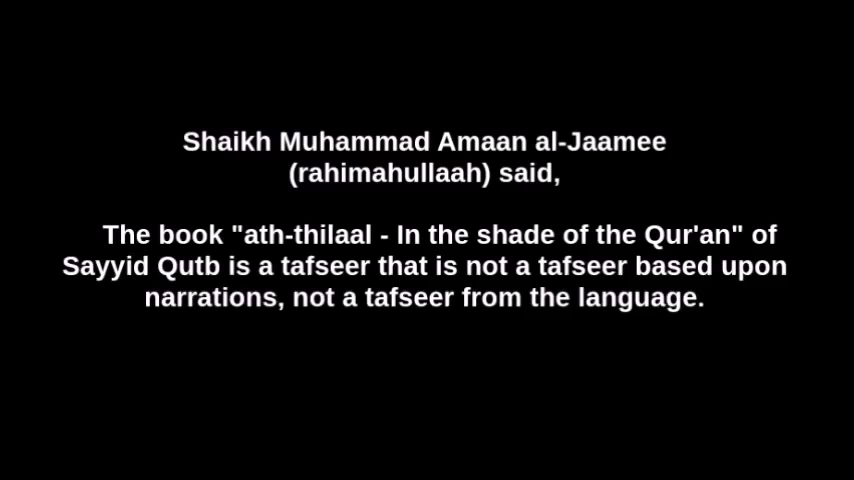 Shaikh Muhammad Amaan al-Jaamee
(rahimahullaah) said,
The book "ath-thilaal - In the shade of the Qur'an" of
Sayyid Qutb is a tafseer that is not a tafseer based upon
narrations, not a tafseer from the language.